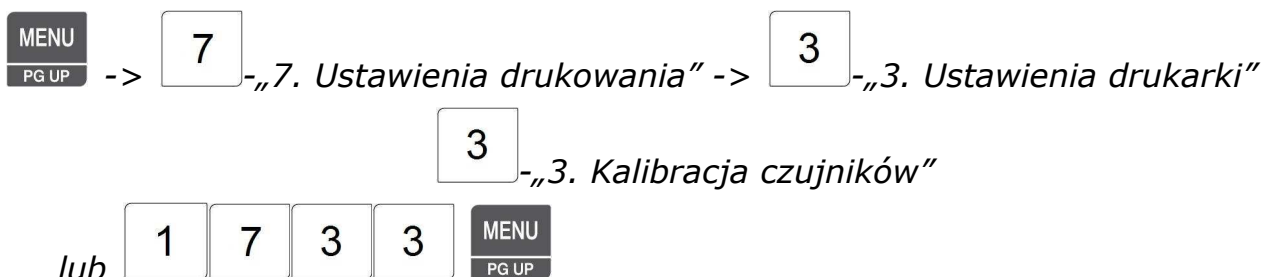 MENU
PG UP -> 7 -„7. Ustawienia drukowania” -> 3 -„3. Ustawienia drukarki”
3 -„3. Kalibracja czujników”
lub 1 7 3 3 MENU
PG UP